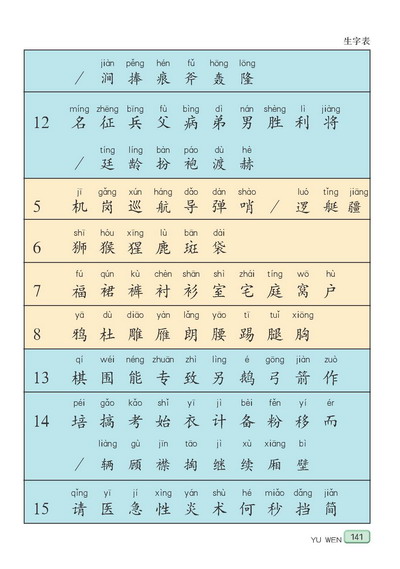 生字表
jiàn pěng hén fǔ hōng lóng
/ 涧 捧 痕 斧 轰 隆
míng zhēng bīng fù bìng dì nán shèng lì jiàng
12 名 征 兵 父 病 弟 男 胜 利 将
tíng líng bàn páo dù hè
/ 廷 龄 扮 袍 渡 赫
jī gǎng xún háng dǎo dàn shào luó tǐng jiāng
5 机 岗 巡 航 导 弹 哨 / 逻 艇 疆
shī hóu xīng lù bān dài
6 狮 猴 猩 鹿 斑 袋
fú qún kù chèn shān shì zhái tíng wō hù
7 福 裙 裤 衬 衫 室 宅 庭 窝 户
yā dù diāo yàn lǎng yāo tī tuǐ xiōng
8 鸦 杜 雕 雁 朗 腰 踢 腿 胸
qí wéi néng zhuān zhì lìng é gōng jiàn zuò
13 棋 围 能 专 致 另 鹅 弓 箭 作
péi gǎo kǎo shǐ yī jì bèi fěn yí ér
14 培 搞 考 始 衣 计 备 粉 移 而
liàng gù jīn tāo jì xù xiāng bì
/ 辆 顾 襟 掏 继 续 厢 壁
qǐng yī jí xìng yán shù hé miǎo dǎng jiǎn
15 请 医 急 性 炎 术 何 秒 挡 简
YU WEN 141